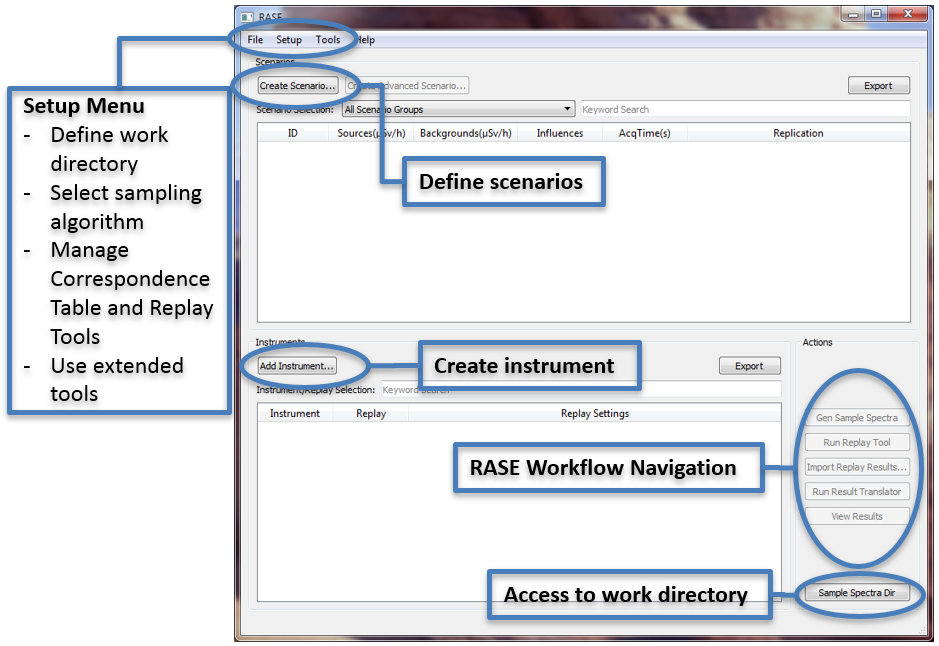 RASE
File Setup Tools Help
Scenarios
Create Scenario... Create Advanced Scenario... Export
Scenario Selection: All Scenario Groups Keyword Search
ID Sources(µSv/h) Backgrounds(µSv/h) Influences AcqTime(s) Replication
Setup Menu
- Define work
directory
- Select sampling
algorithm
- Manage
Correspondence
Table and Replay
Tools
- Use extended
tools
Define scenarios
Instruments
Add Instrument... Export
Create instrument
Instrument/Replay Selection: Keyword Search
Instrument Replay Replay Settings
RASE Workflow Navigation
Access to work directory
Actions
Gen Sample Spectra
Run Replay Tool
Import Replay Results...
Run Result Translator
View Results
Sample Spectra Dir